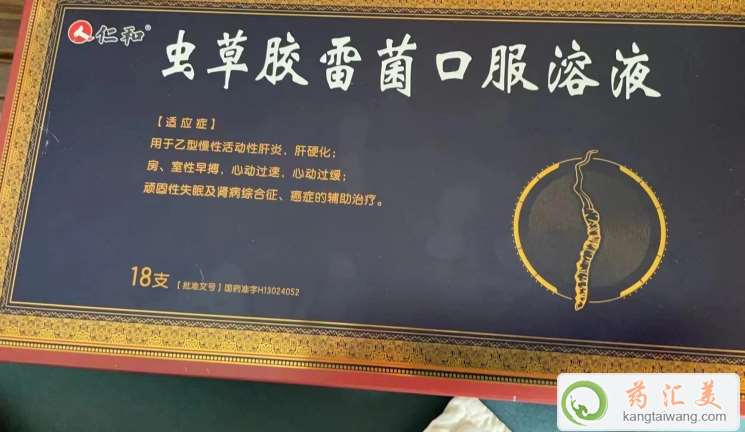 仁和®
虫草胶雷菌口服溶液
【适应症】
用于乙型慢性活动性肝炎，肝硬化；
房、室性早搏，心动过速，心动过缓；
顽固性失眠及肾病综合征、癌症的辅助治疗。
18支 【批准文号】国药准字H13024052
药汇美
kangtaiwang.com